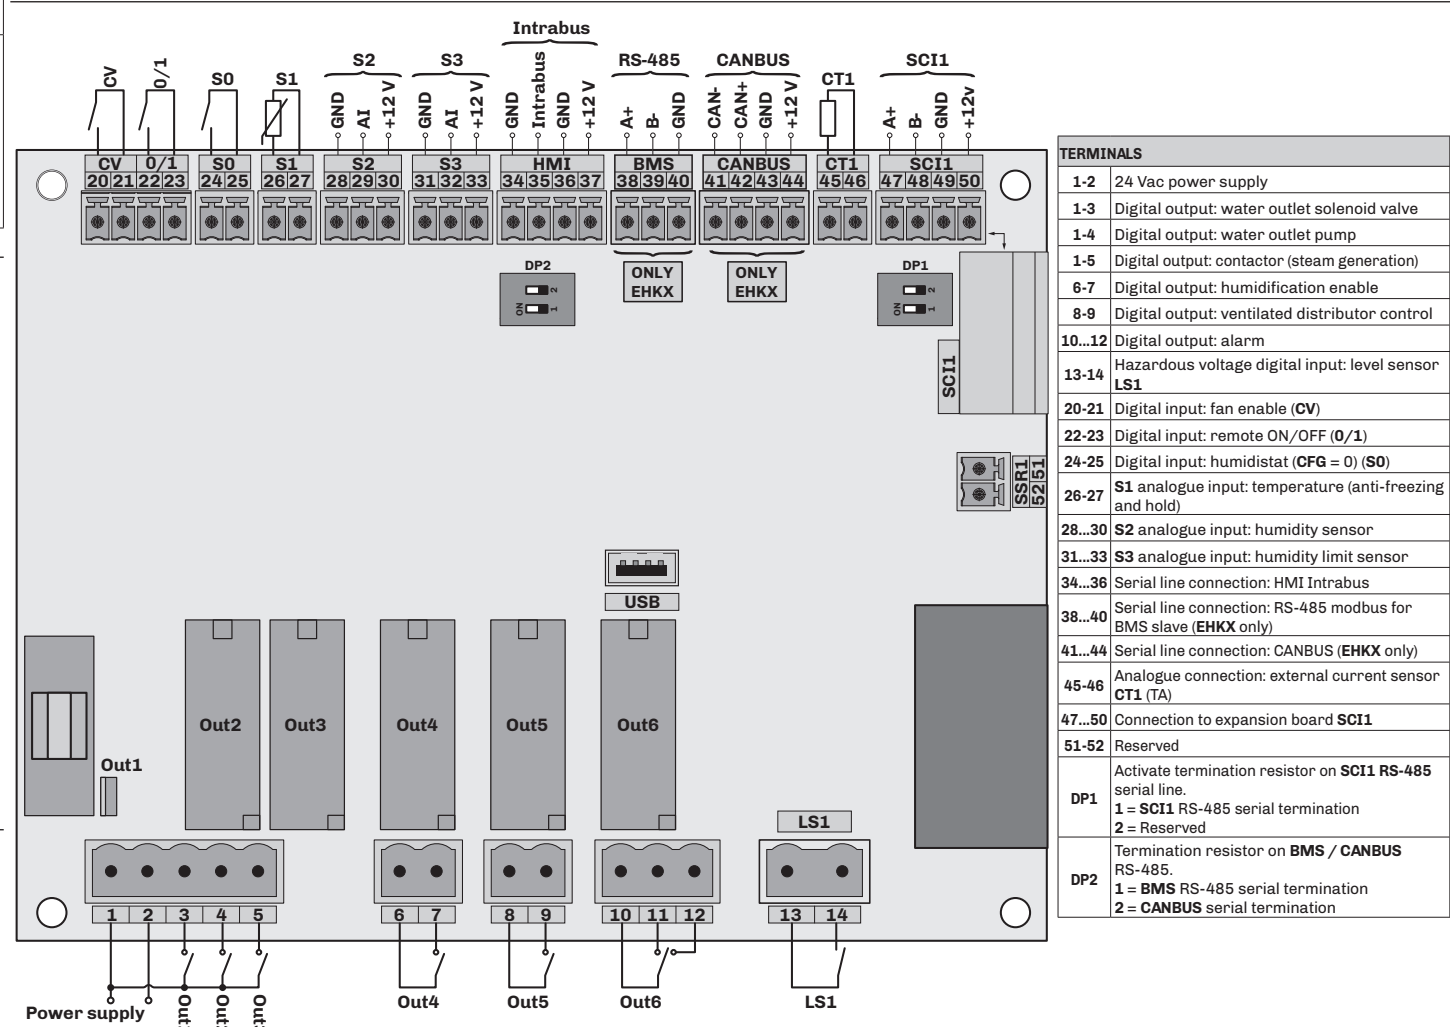 Intrabus
S2 S3 RS-485 CANBUS SCI1
CV 0/1 S0 S1 CT1
GND AI +12 V GND AI +12 V GND Intrabus GND +12 V A+ B- GND CAN- CAN+ GND +12 V A+ B- GND +12v
CV 0/1 S0 S1 S2 S3 HMI BMS CANBUS CT1 SCI1
20 21 22 23 24 25 26 27 28 29 30 31 32 33 34 35 36 37 38 39 40 41 42 43 44 45 46 47 48 49 50
DP2
ON 1 2
ONLY
EHKX
ONLY
EHKX
DP1
ON 1 2
SCI1
SSR1
52 51
USB
Out1
Out2
Out3
Out4
Out5
Out6
LS1
1 2 3 4 5 6 7 8 9 10 11 12 13 14
Power supply
Out
Out
Out
Out4
Out5
Out6
LS1
TERMINALS
1-2 24 Vac power supply
1-3 Digital output: water outlet solenoid valve
1-4 Digital output: water outlet pump
1-5 Digital output: contactor (steam generation)
6-7 Digital output: humidification enable
8-9 Digital output: ventilated distributor control
10...12 Digital output: alarm
13-14 Hazardous voltage digital input: level sensor
LS1
20-21 Digital input: fan enable (CV)
22-23 Digital input: remote ON/OFF (0/1)
24-25 Digital input: humidistat (CFG = 0) (S0)
26-27 S1 analogue input: temperature (anti-freezing
and hold)
28...30 S2 analogue input: humidity sensor
31...33 S3 analogue input: humidity limit sensor
34...36 Serial line connection: HMI Intrabus
38...40 Serial line connection: RS-485 modbus for
BMS slave (EHKX only)
41...44 Serial line connection: CANBUS (EHKX only)
45-46 Analogue connection: external current sensor
CT1 (TA)
47...50 Connection to expansion board SCI1
51-52 Reserved
DP1 Activate termination resistor on SCI1 RS-485
serial line.
1 = SCI1 RS-485 serial termination
2 = Reserved
DP2 Termination resistor on BMS / CANBUS
RS-485.
1 = BMS RS-485 serial termination
2 = CANBUS serial termination